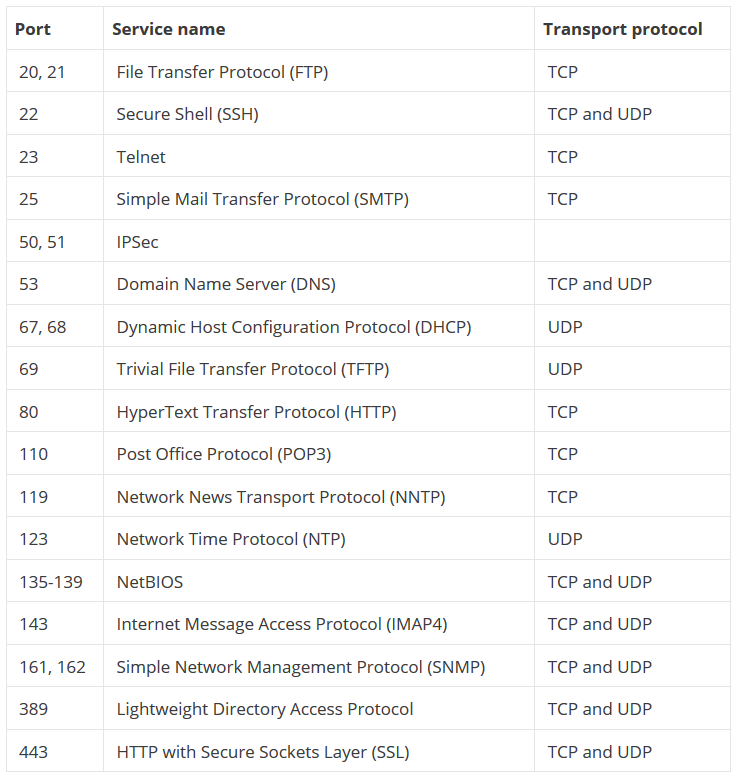 Port Service name Transport protocol
20, 21 File Transfer Protocol (FTP) TCP
22 Secure Shell (SSH) TCP and UDP
23 Telnet TCP
25 Simple Mail Transfer Protocol (SMTP) TCP
50, 51 IPSec
53 Domain Name Server (DNS) TCP and UDP
67, 68 Dynamic Host Configuration Protocol (DHCP) UDP
69 Trivial File Transfer Protocol (TFTP) UDP
80 HyperText Transfer Protocol (HTTP) TCP
110 Post Office Protocol (POP3) TCP
119 Network News Transport Protocol (NNTP) TCP
123 Network Time Protocol (NTP) UDP
135-139 NetBIOS TCP and UDP
143 Internet Message Access Protocol (IMAP4) TCP and UDP
161, 162 Simple Network Management Protocol (SNMP) TCP and UDP
389 Lightweight Directory Access Protocol TCP and UDP
443 HTTP with Secure Sockets Layer (SSL) TCP and UDP